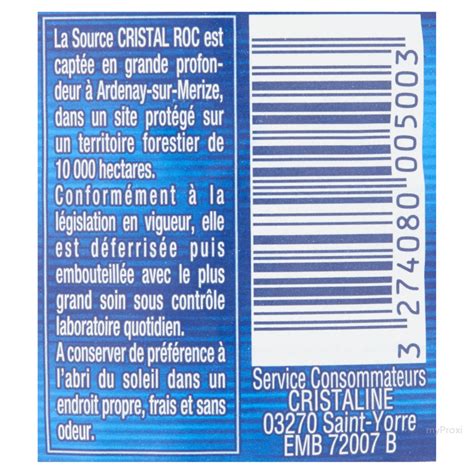 La Source CRISTAL ROC est
captée en grande profon-
deur à Ardenay-sur-Merize,
dans un site protégé sur
un territoire forestier de
10 000 hectares.
Conformément à la
législation en vigueur, elle
est déferrisée puis
embouteillée avec le plus
grand soin sous contrôle
laboratoire quotidien.
A conserver de préférence à
l'abri du soleil dans un
endroit propre, frais et sans
odeur.
3 274080 005003
Service Consommateurs
CRISTALINE
03270 Saint-Yorre
EMB 72007 B
myProxi